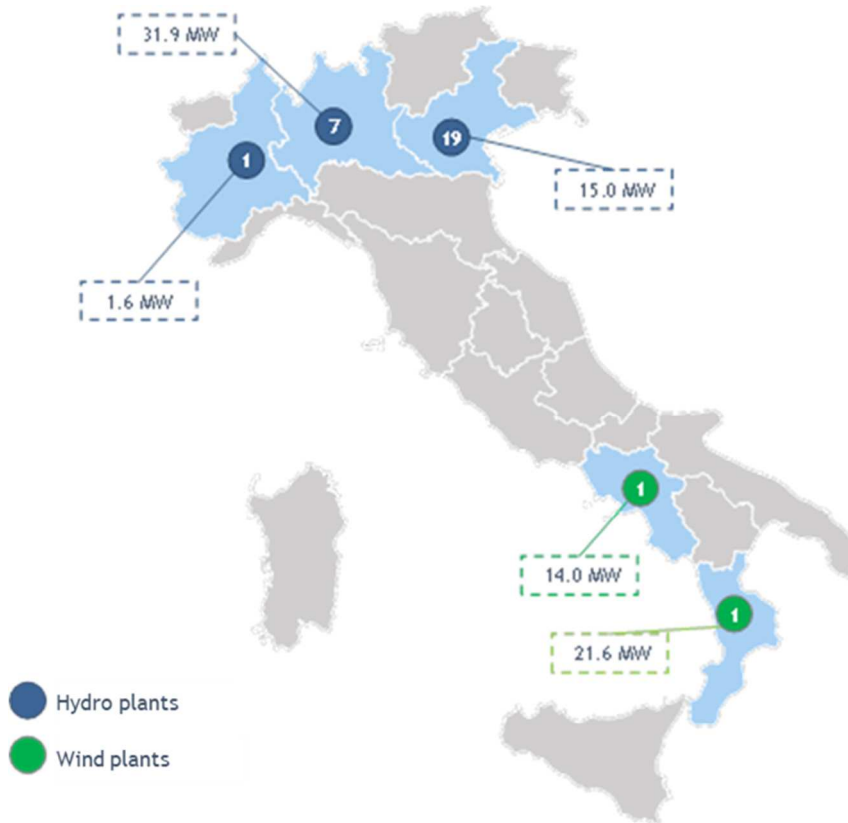 31.9 MW
7
19
1
15.0 MW
1.6 MW
1
14.0 MW
1
21.6 MW
Hydro plants
Wind plants